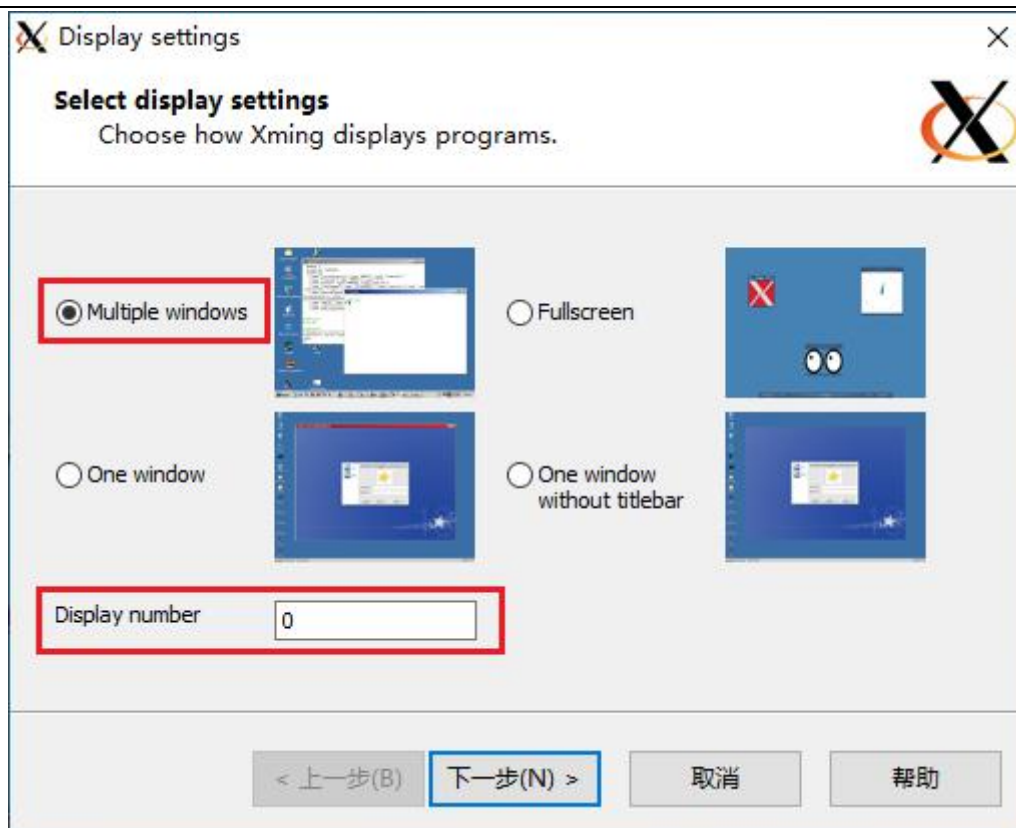 Display settings
Select display settings
Choose how Xming displays programs.
Multiple windows
Fullscreen
One window
One window
without titlebar
Display number
0
< 上一步(B)
下一步(N) >
取消
帮助